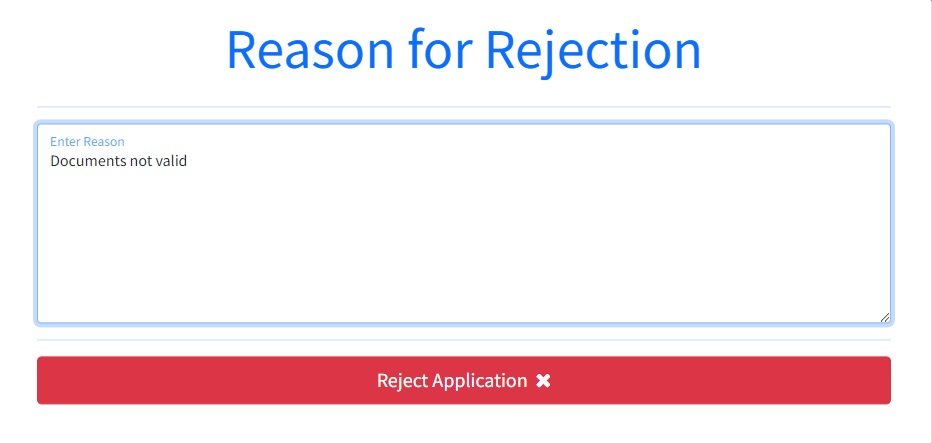 Reason for Rejection
Enter Reason
Documents not valid
Reject Application ✖